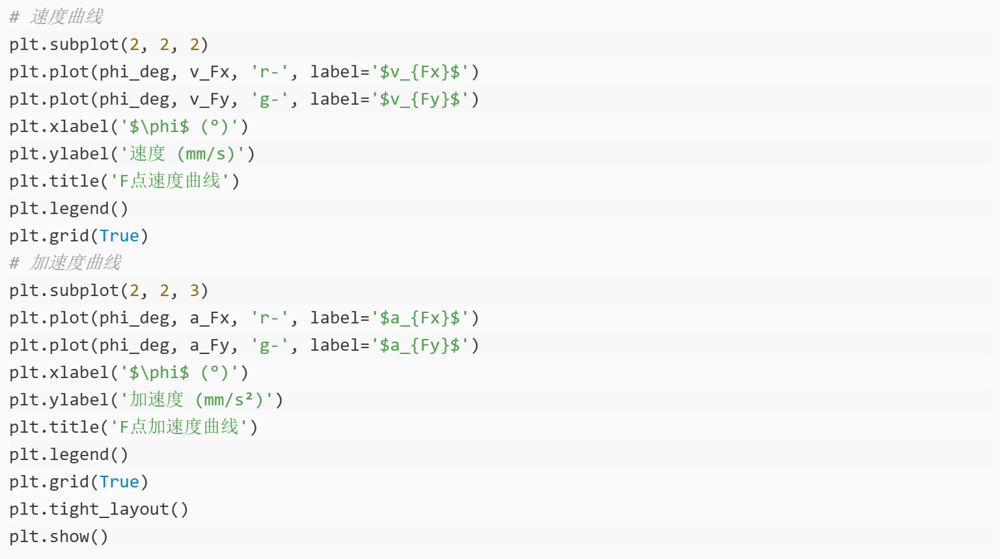 # 速度曲线
plt.subplot(2, 2, 2)
plt.plot(phi_deg, v_Fx, 'r-', label='$v_{Fx}$')
plt.plot(phi_deg, v_Fy, 'g-', label='$v_{Fy}$')
plt.xlabel('$\phi$ (°)')
plt.ylabel('速度 (mm/s)')
plt.title('F点速度曲线')
plt.legend()
plt.grid(True)
# 加速度曲线
plt.subplot(2, 2, 3)
plt.plot(phi_deg, a_Fx, 'r-', label='$a_{Fx}$')
plt.plot(phi_deg, a_Fy, 'g-', label='$a_{Fy}$')
plt.xlabel('$\phi$ (°)')
plt.ylabel('加速度 (mm/s²)')
plt.title('F点加速度曲线')
plt.legend()
plt.grid(True)
plt.tight_layout()
plt.show()